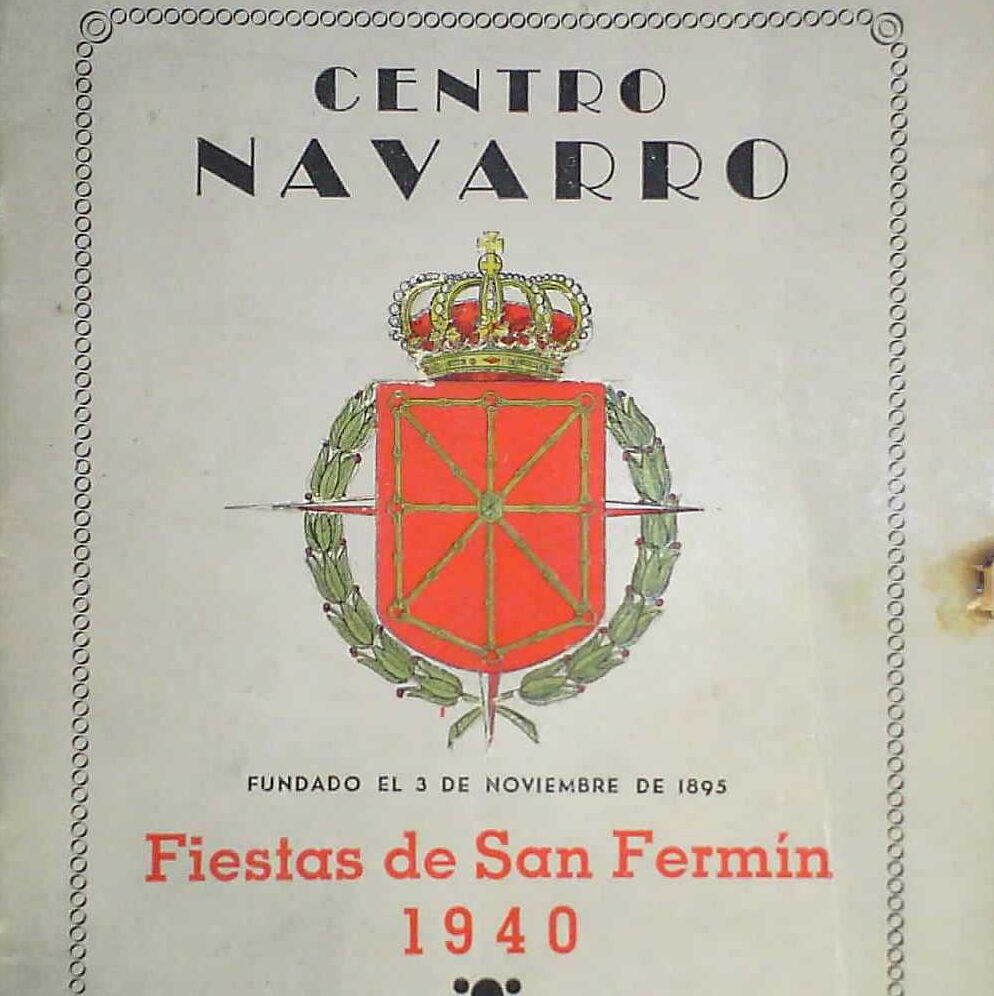 CENTRO
NAVARRO
FUNDADO EL 3 DE NOVIEMBRE DE 1895
Fiestas de San Fermín
1940